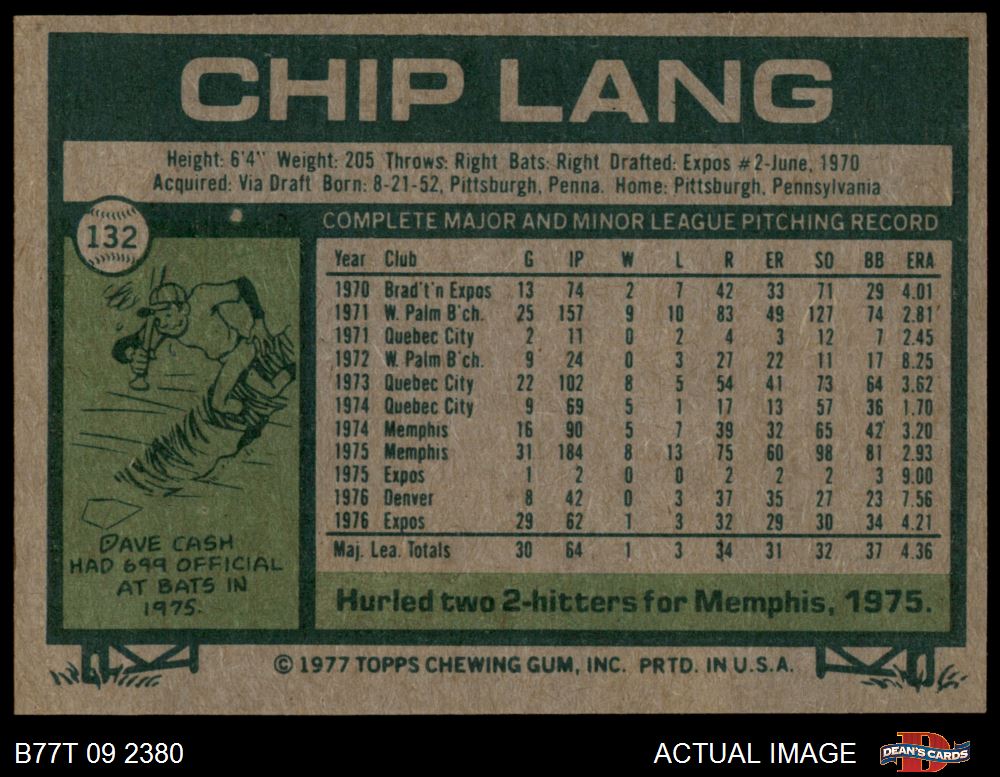 CHIP LANG
Height: 6'4" Weight: 205 Throws: Right Bats: Right Drafted: Expos #2-June, 1970
Acquired: Via Draft Born: 8-21-52, Pittsburgh, Penna. Home: Pittsburgh, Pennsylvania
132
COMPLETE MAJOR AND MINOR LEAGUE PITCHING RECORD
Year Club G IP W L R ER SO BB ERA
1970 Brad't'n Expos 13 74 2 7 42 33 71 29 4.01
1971 W. Palm B'ch. 25 157 9 10 83 49 127 74 2.81
1971 Quebec City 2 11 0 2 4 3 12 7 2.45
1972 W. Palm B'ch. 9 24 0 3 27 22 11 17 8.25
1973 Quebec City 22 102 8 5 54 41 73 64 3.62
1974 Quebec City 9 69 5 1 17 13 57 36 1.70
1974 Memphis 16 90 5 7 39 32 65 42 3.20
1975 Memphis 31 184 8 13 75 60 98 81 2.93
1975 Expos 1 2 0 0 2 2 2 3 9.00
1976 Denver 8 42 0 3 37 35 27 23 7.56
1976 Expos 29 62 1 3 32 29 30 34 4.21
Maj. Lea. Totals 30 64 1 3 34 31 32 37 4.36
DAVE CASH
HAD 699 OFFICIAL
AT BATS IN
1975.
Hurled two 2-hitters for Memphis, 1975.
© 1977 TOPPS CHEWING GUM, INC. PRTD. IN U.S.A.
B77T 09 2380
ACTUAL IMAGE
D
DEAN'S CARDS